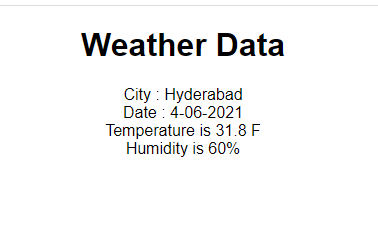 Weather Data
City : Hyderabad
Date : 4-06-2021
Temperature is 31.8 F
Humidity is 60%